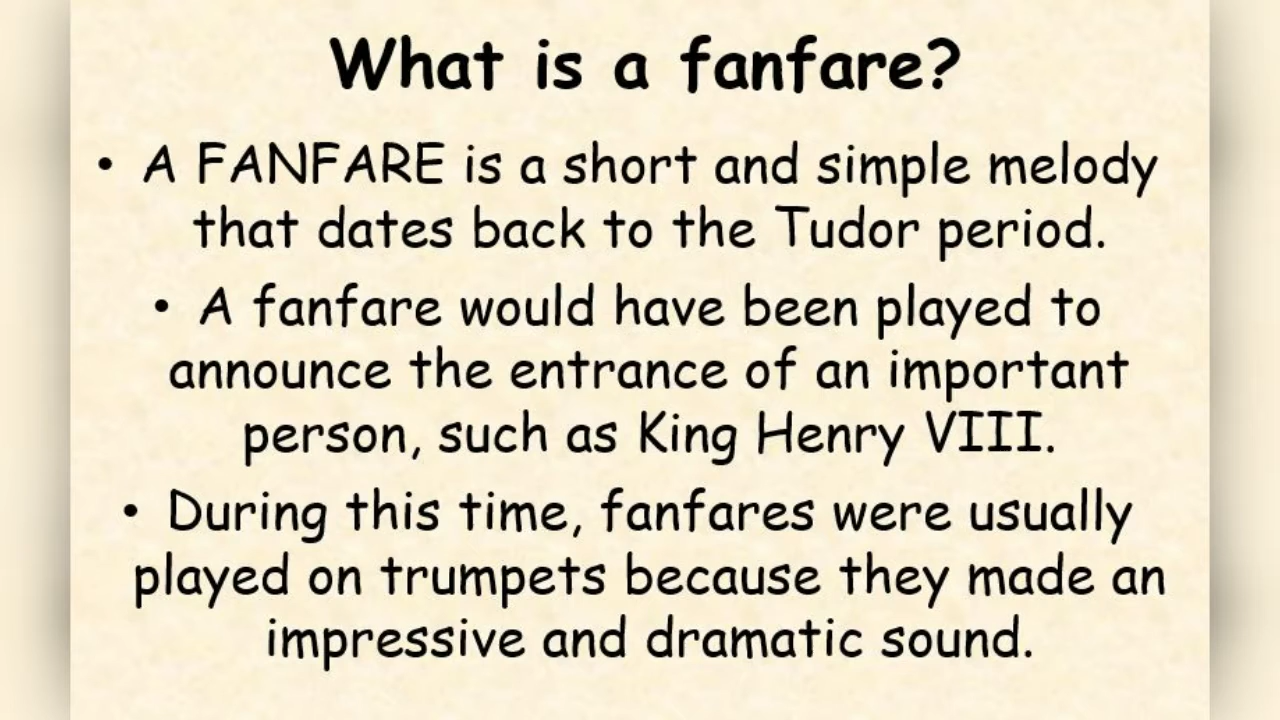 What is a fanfare?
• A FANFARE is a short and simple melody
that dates back to the Tudor period.
• A fanfare would have been played to
announce the entrance of an important
person, such as King Henry VIII.
• During this time, fanfares were usually
played on trumpets because they made an
impressive and dramatic sound.